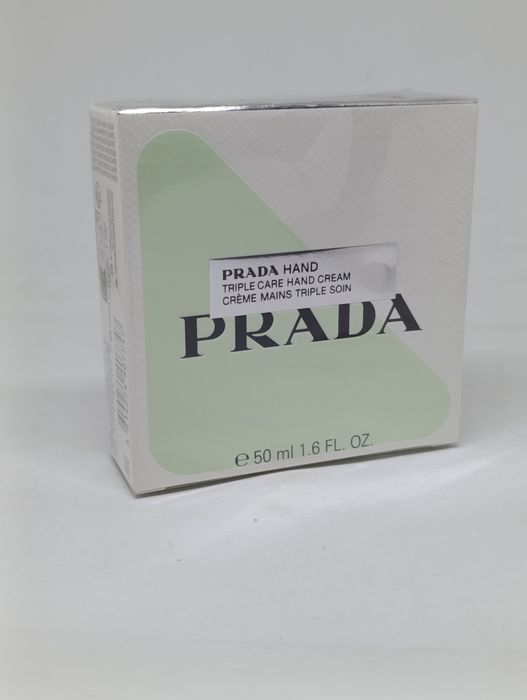 PRADA HAND
TRIPLE CARE HAND CREAM
CRÈME MAINS TRIPLE SOIN
PRADA
℮ 50 ml 1.6 FL. OZ.